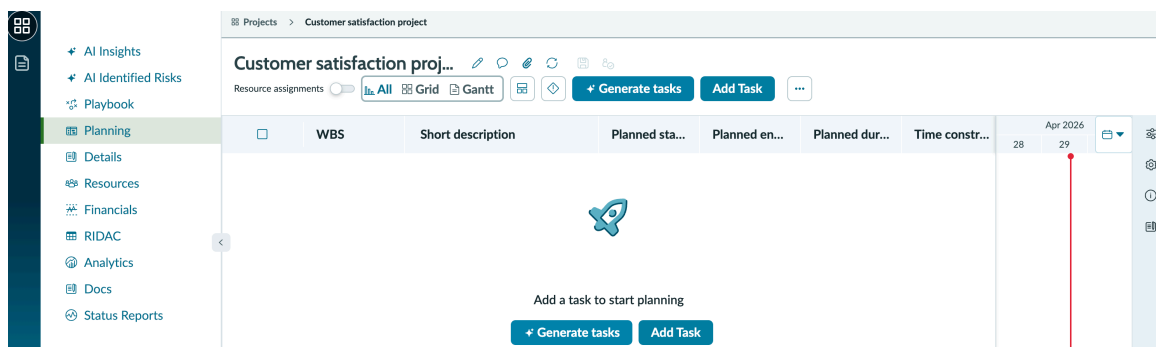 Projects > Customer satisfaction project
AI Insights
AI Identified Risks
Playbook
Planning
Details
Resources
Financials
RIDAC
Analytics
Docs
Status Reports
Customer satisfaction proj...
Resource assignments All Grid Gantt Generate tasks Add Task ...
WBS Short description Planned sta... Planned en... Planned dur... Time constr...
Apr 2026
28 29
Add a task to start planning
Generate tasks Add Task